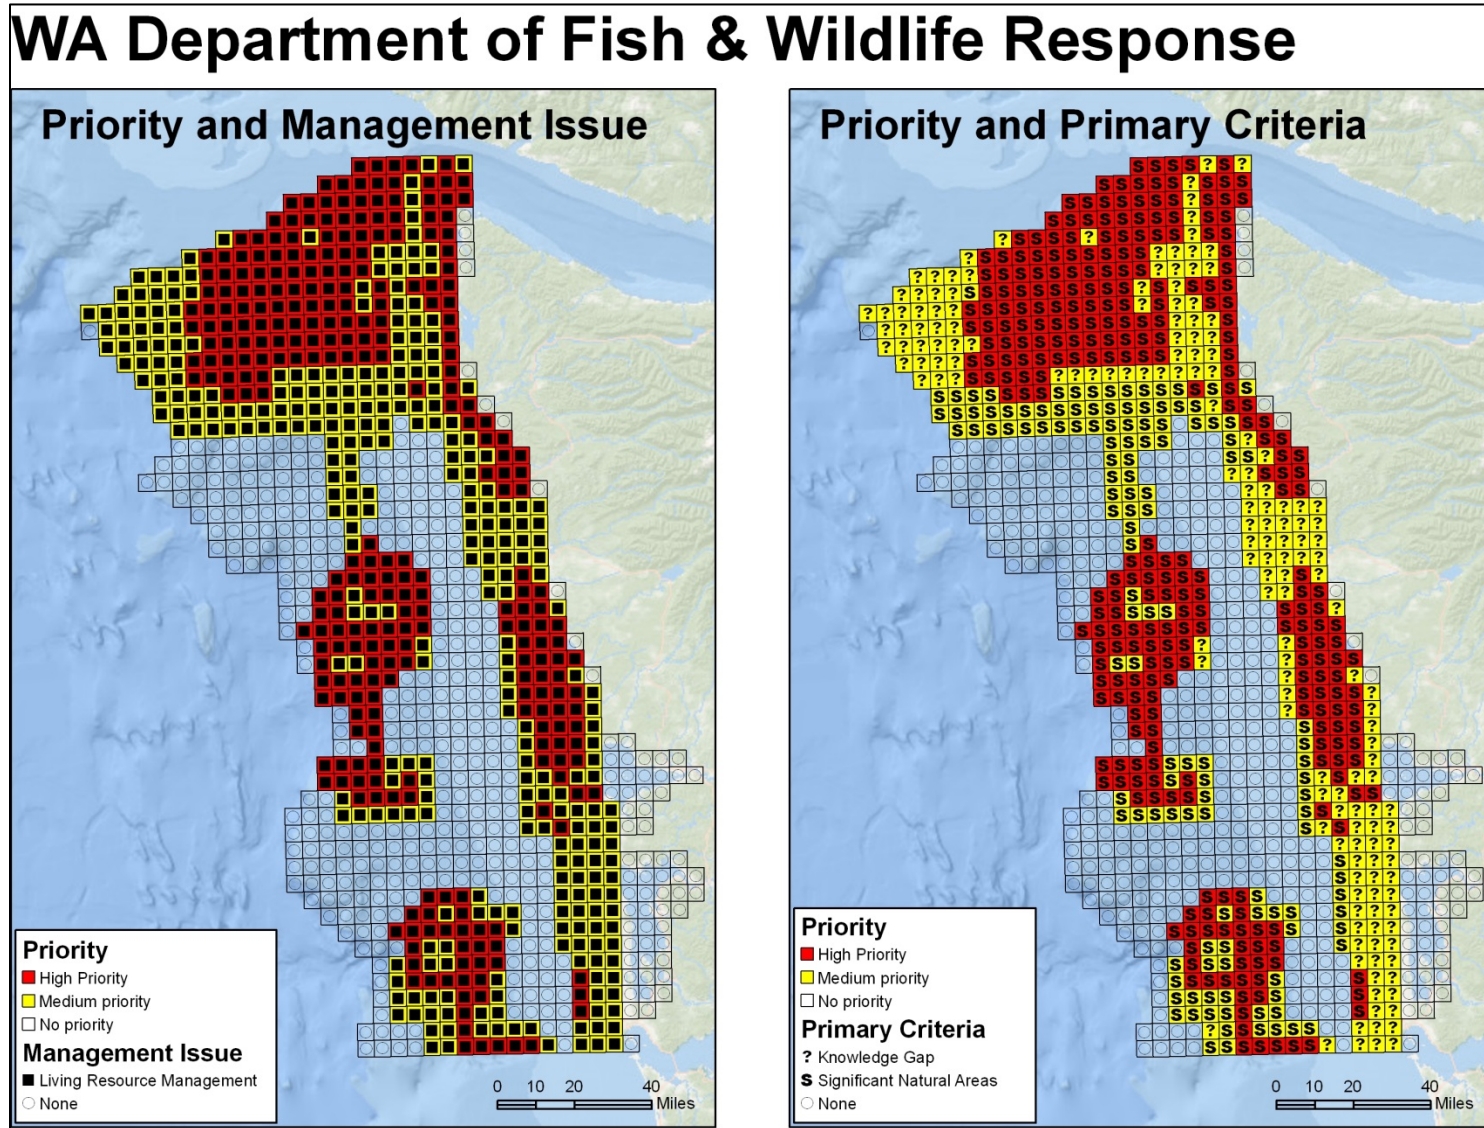 WA Department of Fish & Wildlife Response
Priority and Management Issue
Priority
High Priority
Medium priority
No priority
Management Issue
Living Resource Management
None
0 10 20 40
Miles
Priority and Primary Criteria
Priority
High Priority
Medium priority
No priority
Primary Criteria
? Knowledge Gap
S Significant Natural Areas
None
0 10 20 40
Miles